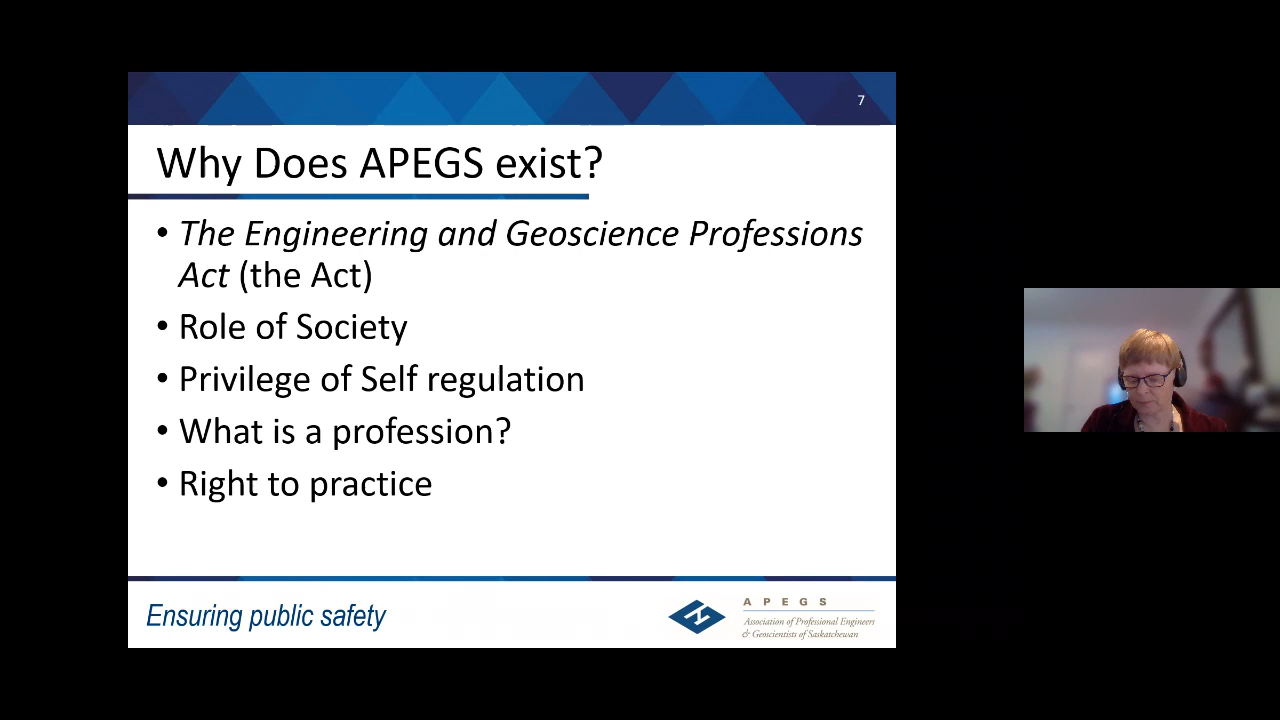 7
Why Does APEGS exist?
• The Engineering and Geoscience Professions
Act (the Act)
• Role of Society
• Privilege of Self regulation
• What is a profession?
• Right to practice
Ensuring public safety
A P E G S
Association of Professional Engineers
& Geoscientists of Saskatchewan